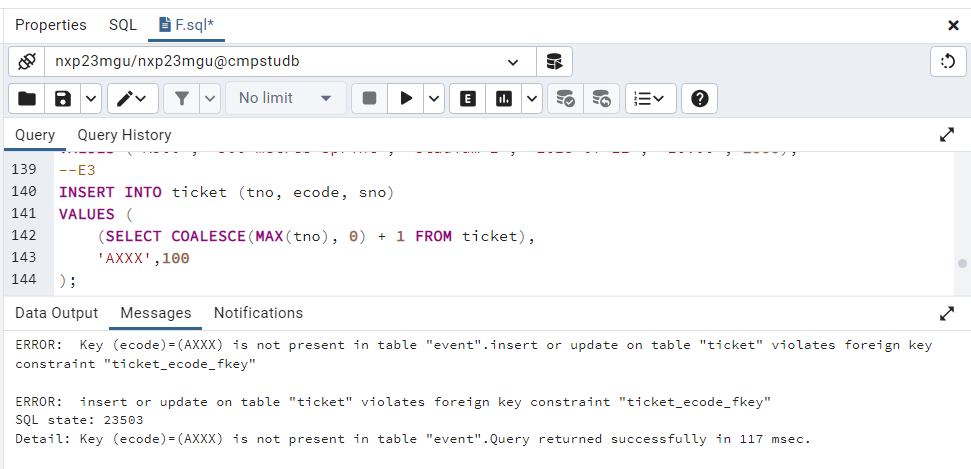 Properties SQL F.sql*
nxp23mgu/nxp23mgu@cmpstudb
No limit
E
Query Query History
139 --E3
140 INSERT INTO ticket (tno, ecode, sno)
141 VALUES (
142 (SELECT COALESCE(MAX(tno), 0) + 1 FROM ticket),
143 'AXXX',100
144 );
Data Output Messages Notifications
ERROR:  Key (ecode)=(AXXX) is not present in table "event".insert or update on table "ticket" violates foreign key
constraint "ticket_ecode_fkey"
ERROR:  insert or update on table "ticket" violates foreign key constraint "ticket_ecode_fkey"
SQL state: 23503
Detail: Key (ecode)=(AXXX) is not present in table "event".Query returned successfully in 117 msec.